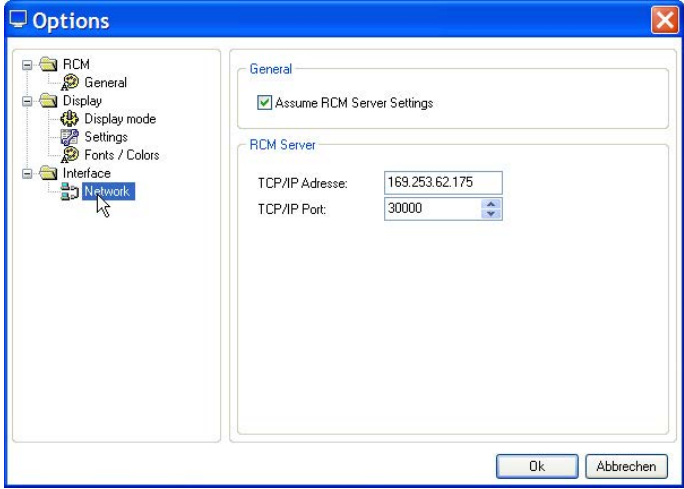 Options
RCM
General
Display
Display mode
Settings
Fonts / Colors
Interface
Network
General
Assume RCM Server Settings
RCM Server
TCP/IP Adresse: 169.253.62.175
TCP/IP Port: 30000
Ok Abbrechen